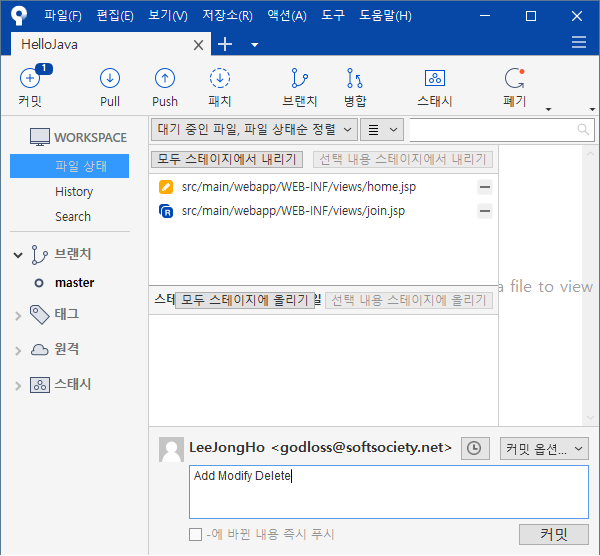 파일(F) 편집(E) 보기(V) 저장소(R) 액션(A) 도구 도움말(H)
HelloJava
1
커밋 Pull Push 패치 브랜치 병합 스태시 폐기
WORKSPACE
파일 상태
History
Search
브랜치
master
태그
원격
스태시
대기 중인 파일, 파일 상태순 정렬
모두 스테이지에서 내리기 선택 내용 스테이지에서 내리기
src/main/webapp/WEB-INF/views/home.jsp
R src/main/webapp/WEB-INF/views/join.jsp
모두 스테이지에 올리기 일 선택 내용 스테이지에 올리기
a file to view
LeeJongHo <godloss@softsociety.net> 커밋 옵션...
Add Modify Delete
-에 바뀐 내용 즉시 푸시 커밋